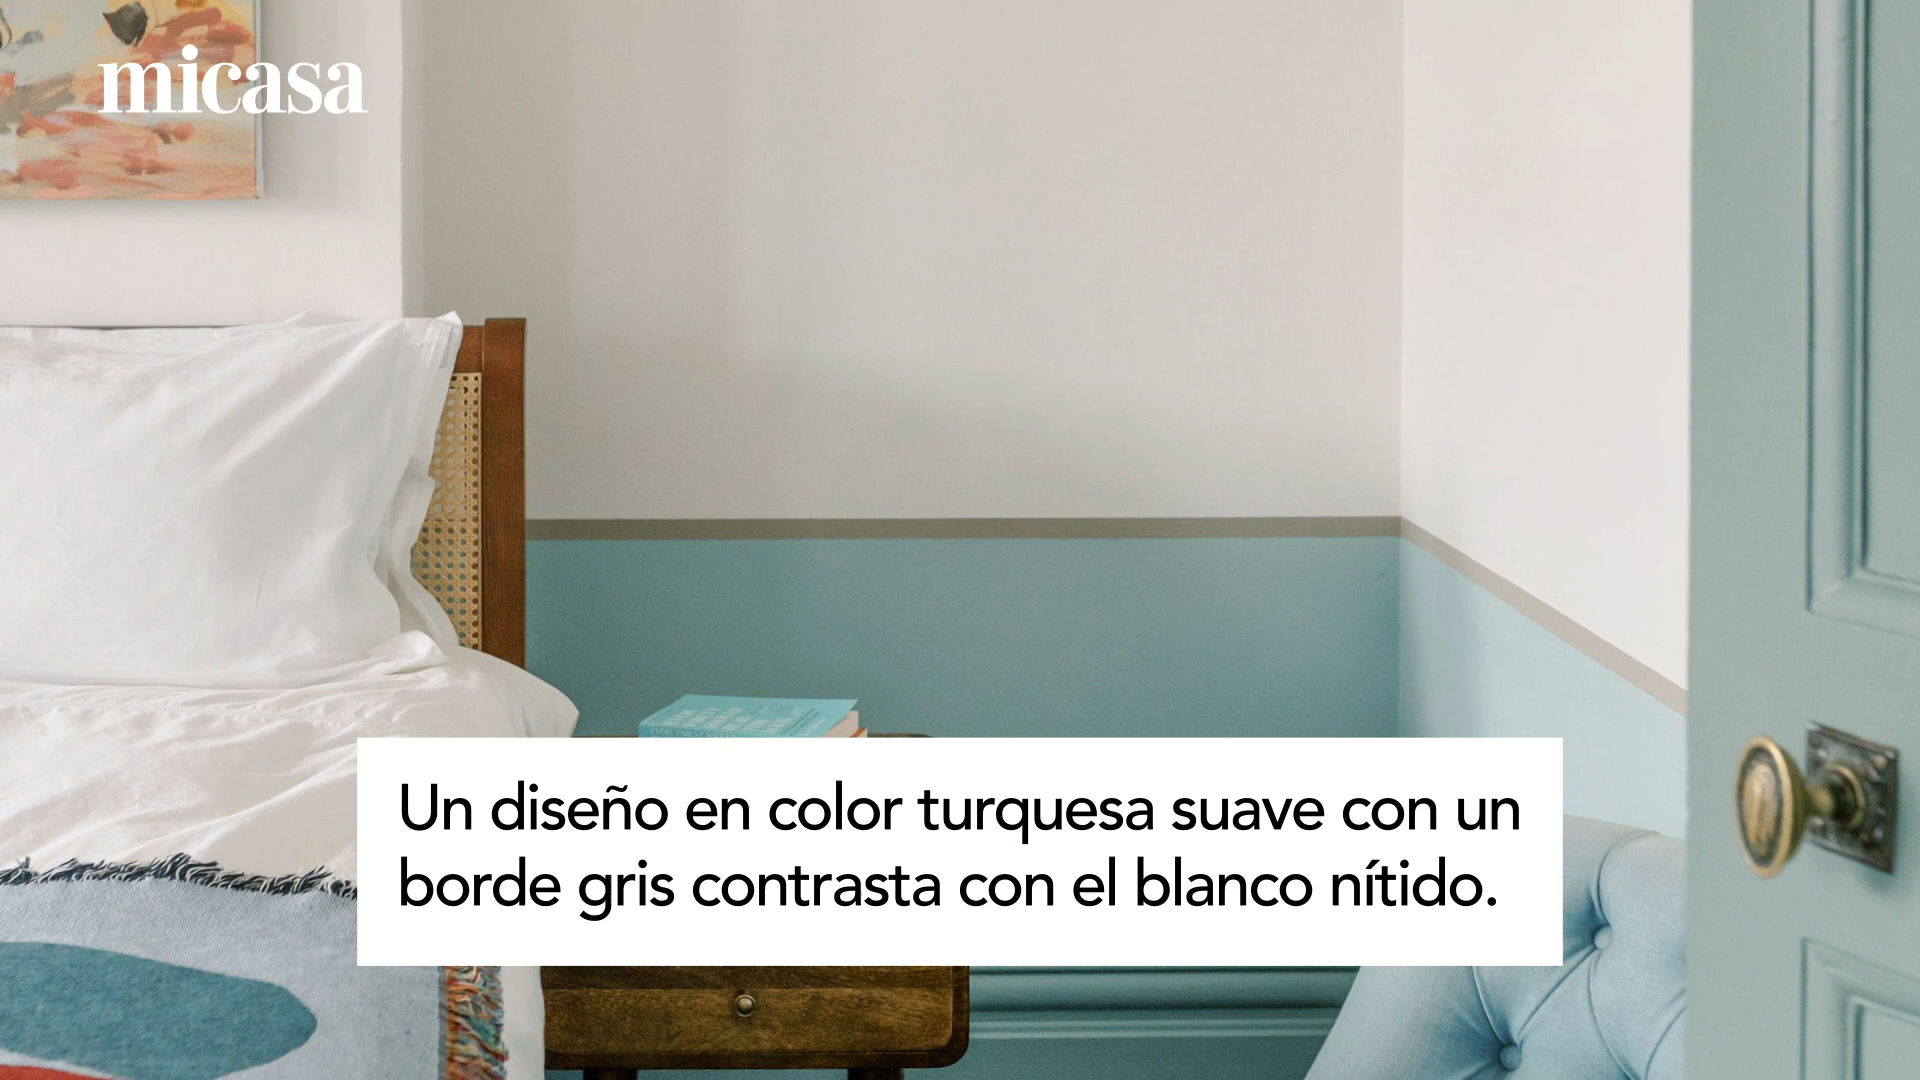 micasa
Un diseño en color turquesa suave con un
borde gris contrasta con el blanco nítido.